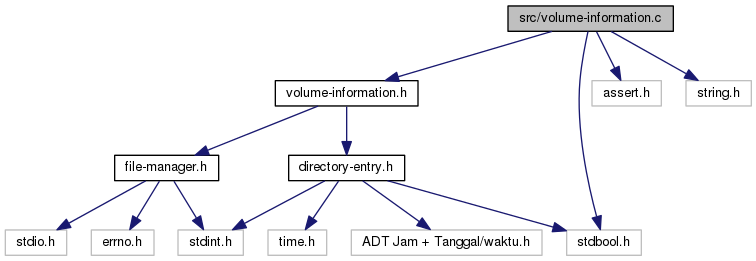 src/volume-information.c
volume-information.h
assert.h
string.h
file-manager.h
directory-entry.h
stdio.h
errno.h
stdint.h
time.h
ADT Jam + Tanggal/waktu.h
stdbool.h